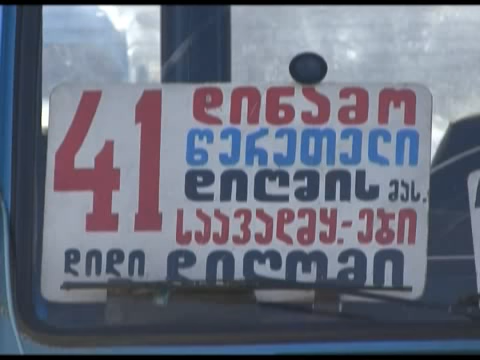 41
დინამო
წერეთელი
დიღმის მას.
საავადმყ.-ები
დიდი დიღომი